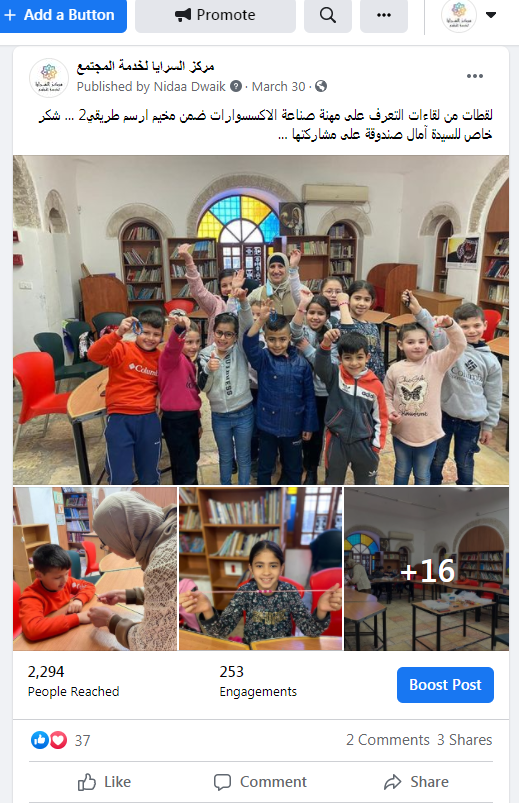 + Add a Button
Promote
مركز السرايا لخدمة المجتمع
Published by Nidaa Dwaik ? · March 30 ·
لقطات من لقاءات التعرف على مهنة صناعة الاكسسوارات ضمن مخيم ارسم طريقي2 ... شكر
خاص للسيدة آمال صندوقة على مشاركتها ...
+16
2,294
People Reached
253
Engagements
Boost Post
37
2 Comments 3 Shares
Like
Comment
Share